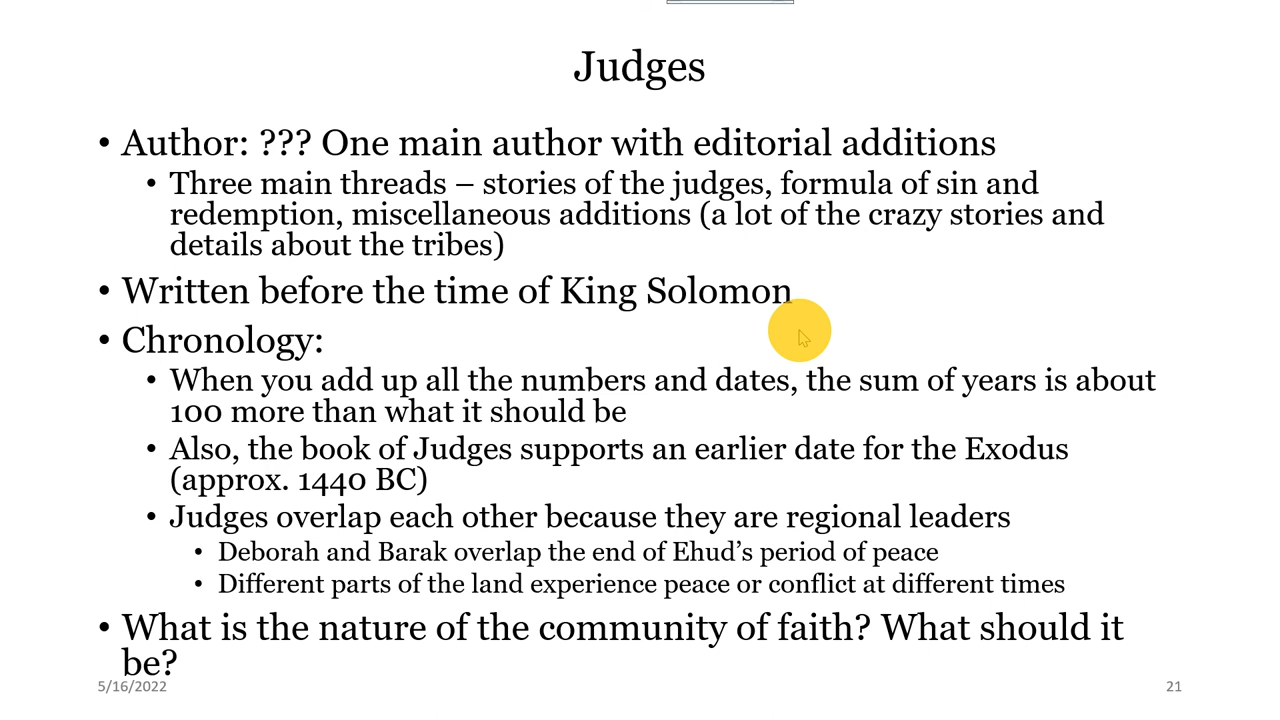 Judges
• Author: ??? One main author with editorial additions
• Three main threads – stories of the judges, formula of sin and
redemption, miscellaneous additions (a lot of the crazy stories and
details about the tribes)
• Written before the time of King Solomon
• Chronology:
• When you add up all the numbers and dates, the sum of years is about
100 more than what it should be
• Also, the book of Judges supports an earlier date for the Exodus
(approx. 1440 BC)
• Judges overlap each other because they are regional leaders
• Deborah and Barak overlap the end of Ehud’s period of peace
• Different parts of the land experience peace or conflict at different times
• What is the nature of the community of faith? What should it
be?
5/16/2022
21